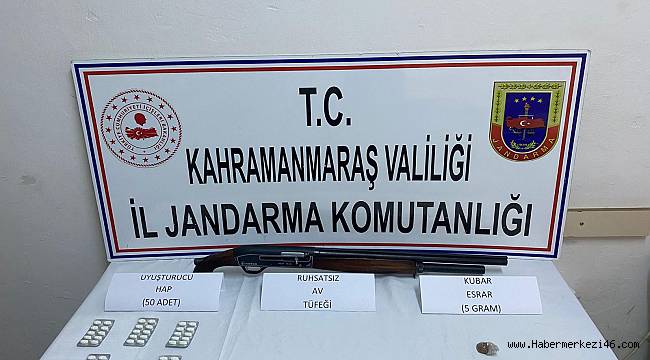 T.C.
KAHRAMANMARAŞ VALİLİĞİ
İL JANDARMA KOMUTANLIĞI
JANDARMA
UYUŞTURUCU
HAP
(50 ADET)
RUHSATSIZ
AV
TÜFEĞİ
KUBAR
ESRAR
(5 GRAM)
www.Habermerkezi46.com